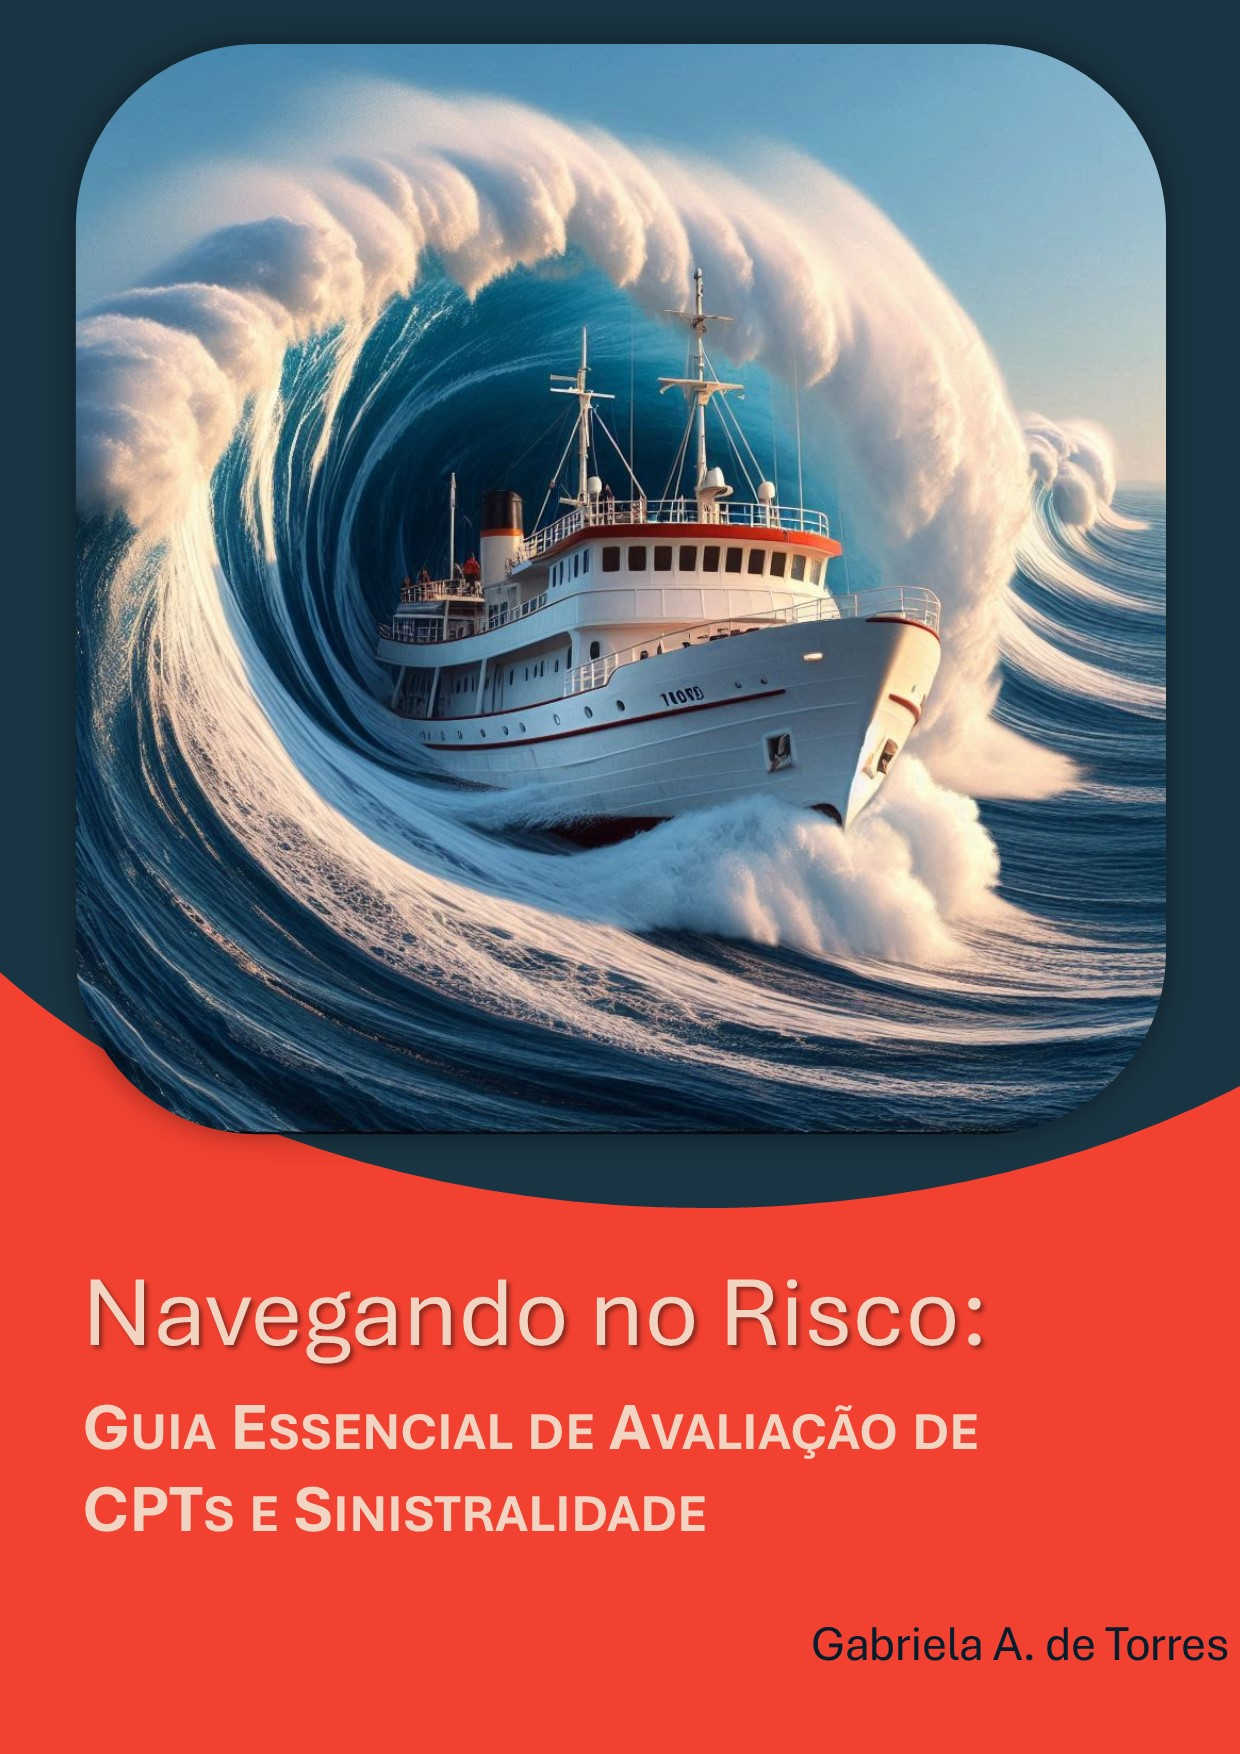 Navegando no Risco:
GUIA ESSENCIAL DE AVALIAÇÃO DE
CPTS E SINISTRALIDADE
Gabriela A. de Torres